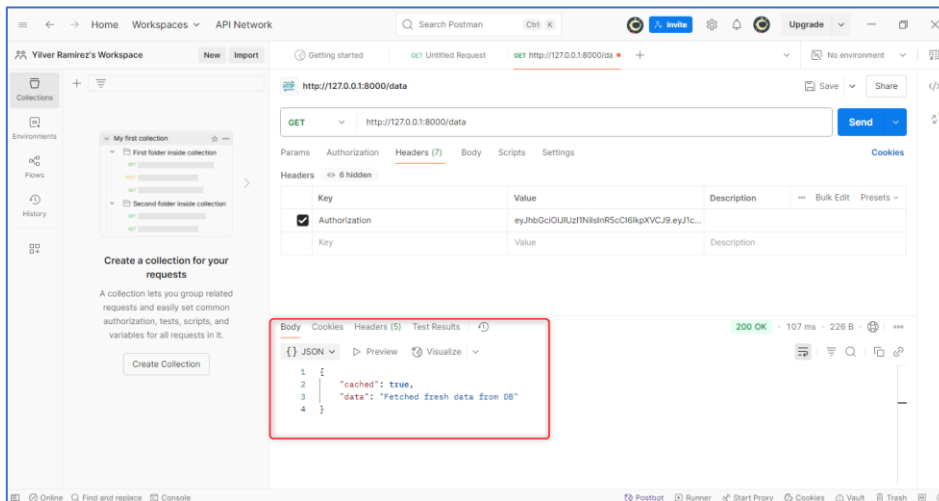 Home Workspaces API Network Search Postman Ctrl K Invite Upgrade
Yilver Ramirez's Workspace New Import Getting started GET Untitled Request GET http://127.0.0.1:8000/da No environment
Collections
Environments
Flows
History
http://127.0.0.1:8000/data Save Share
GET http://127.0.0.1:8000/data Send
Params Authorization Headers (7) Body Scripts Settings Cookies
Headers 6 hidden
Key Value Description Bulk Edit Presets
Authorization
Key Value Description
My first collection
First folder inside collection
GET
GET
Second folder inside collection
GET
GET
Create a collection for your
requests
A collection lets you group related
requests and easily set common
authorization, tests, scripts, and
variables for all requests in it.
Create Collection
Body Cookies Headers (5) Test Results 200 OK 107 ms 226 B
{} JSON Preview Visualize
1 {
2 "cached": true,
3 "data": "Fetched fresh data from DB"
4 }
Online Find and replace Console Postbot Runner Start Proxy Cookies Vault Trash